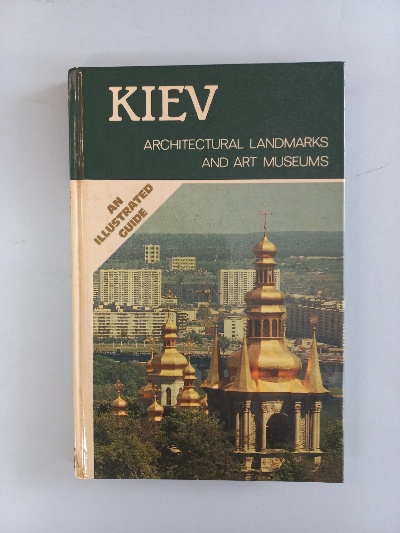 KIEV
ARCHITECTURAL LANDMARKS
AND ART MUSEUMS
AN
ILLUSTRATED
GUIDE